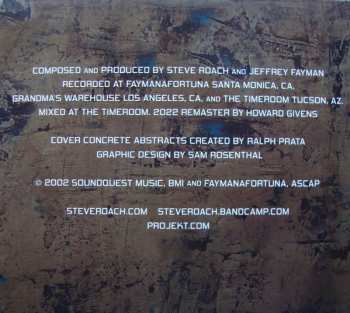 COMPOSED AND PRODUCED BY STEVE ROACH AND JEFFREY FAYMAN
RECORDED AT FAYMANAFORTUNA SANTA MONICA, CA.
GRANDMA'S WAREHOUSE LOS ANGELES, CA. AND THE TIMEROOM TUCSON, AZ.
MIXED AT THE TIMEROOM. 2022 REMASTER BY HOWARD GIVENS
COVER CONCRETE ABSTRACTS CREATED BY RALPH PRATA
GRAPHIC DESIGN BY SAM ROSENTHAL
© 2002 SOUNDQUEST MUSIC, BMI AND FAYMANAFORTUNA, ASCAP
STEVEROACH.COM STEVEROACH.BANDCAMP.COM
PROJEKT.COM